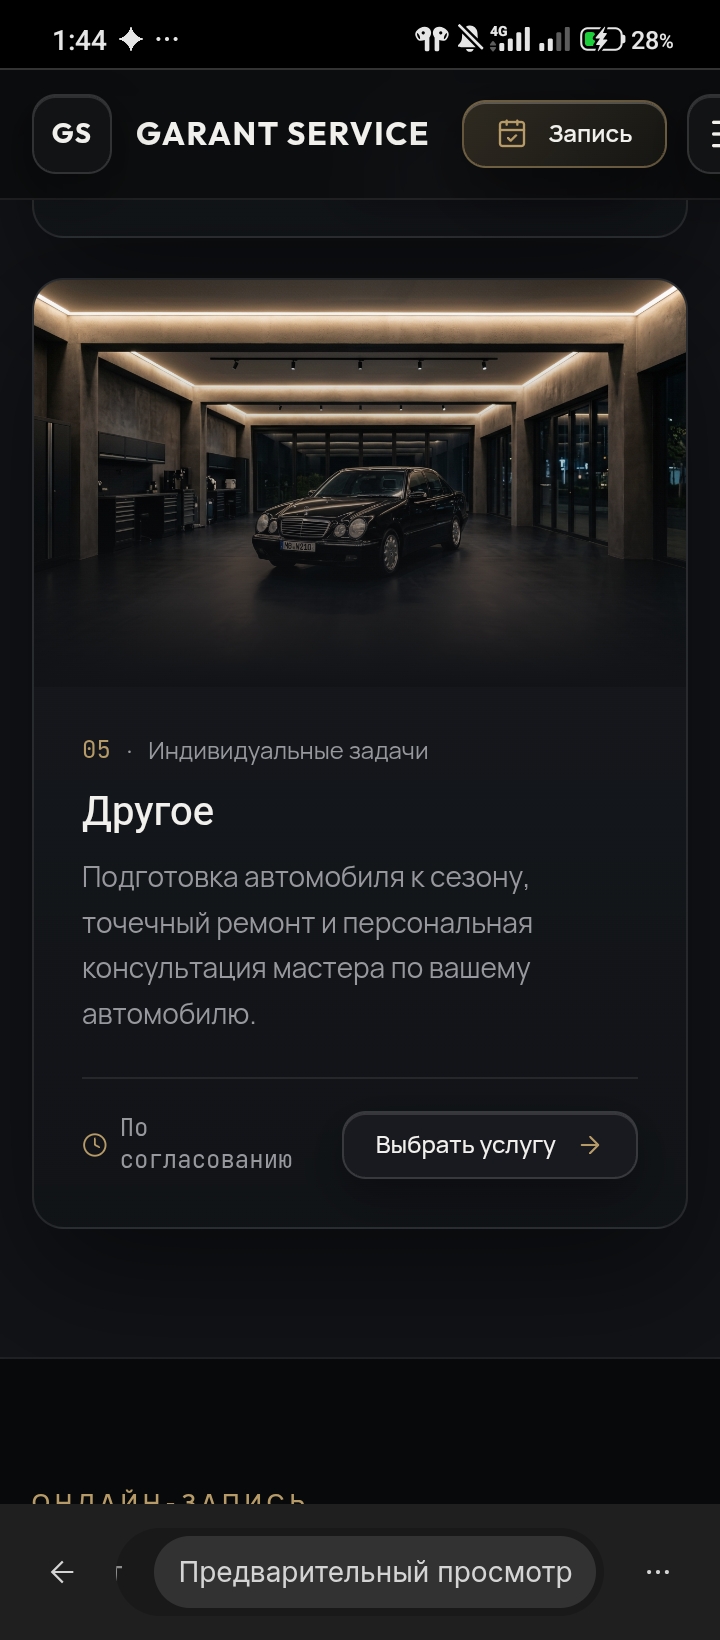 1:44
4G
28%
GS
GARANT SERVICE
Запись
05 · Индивидуальные задачи
Другое
Подготовка автомобиля к сезону,
точечный ремонт и персональная
консультация мастера по вашему
автомобилю.
По
согласованию
Выбрать услугу
ОНЛАЙН-ЗАПИСЬ
Предварительный просмотр